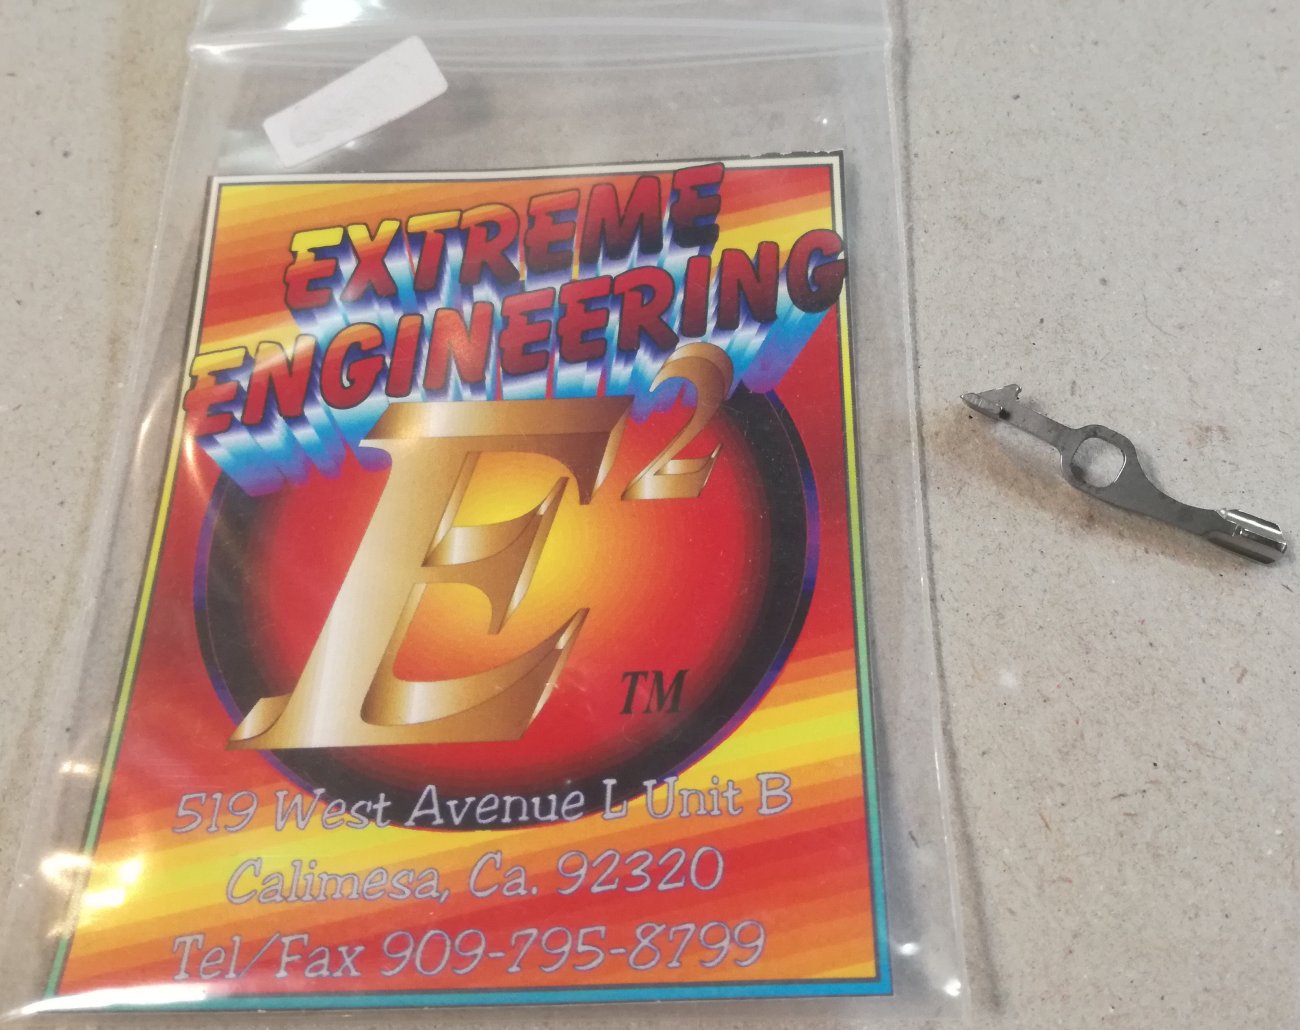 EXTREME
ENGINEERING
E²
TM
519 West Avenue L Unit B
Calimesa, Ca. 92320
Tel/Fax 909-795-8799